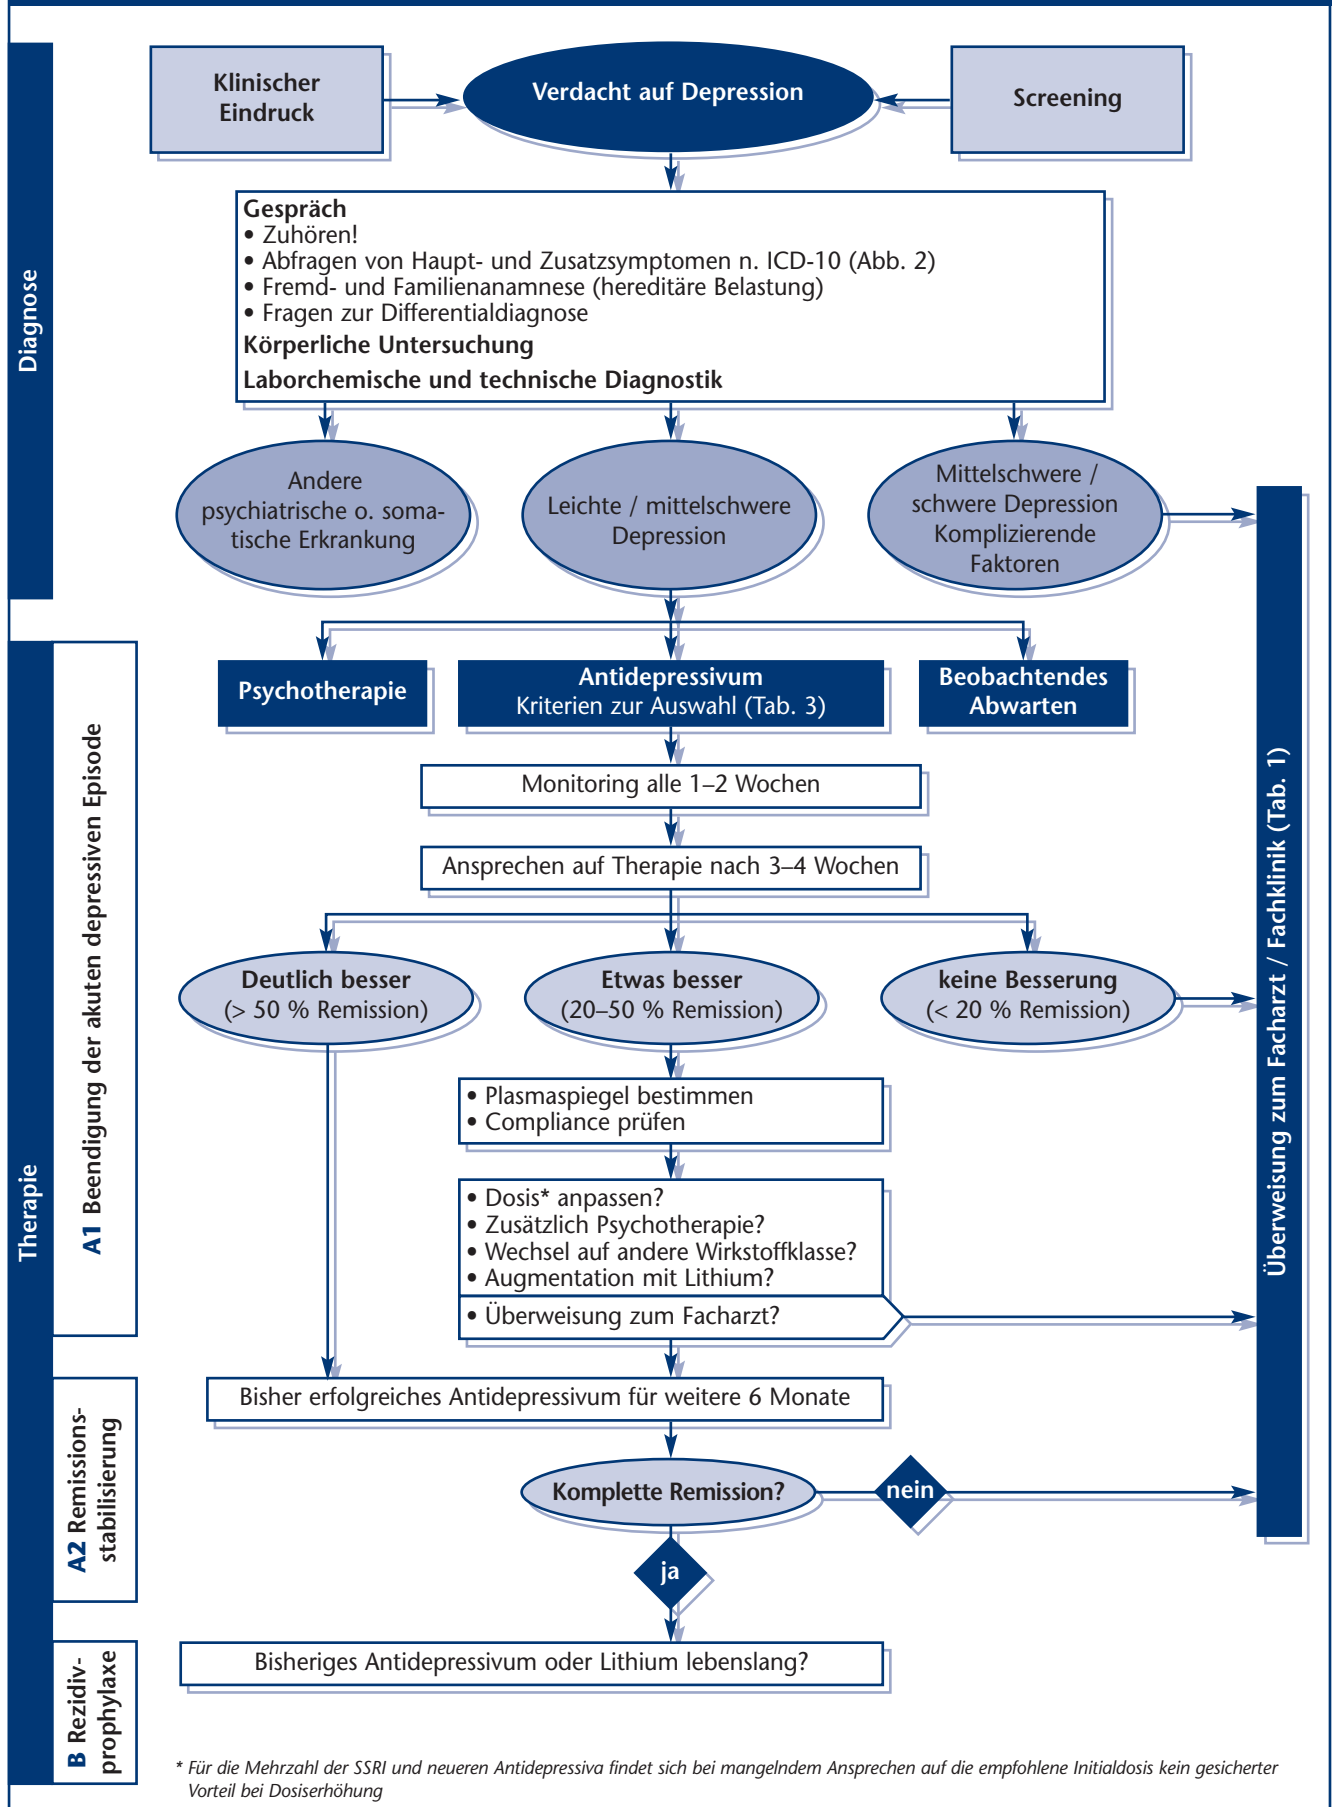 Klinischer
Eindruck
Verdacht auf Depression
Screening
Diagnose
Gespräch
• Zuhören!
• Abfragen von Haupt- und Zusatzsymptomen n. ICD-10 (Abb. 2)
• Fremd- und Familienanamnese (hereditäre Belastung)
• Fragen zur Differentialdiagnose
Körperliche Untersuchung
Laborchemische und technische Diagnostik
Andere
psychiatrische o. soma-
tische Erkrankung
Leichte / mittelschwere
Depression
Mittelschwere /
schwere Depression
Komplizierende
Faktoren
Überweisung zum Facharzt / Fachklinik (Tab. 1)
Therapie
A1 Beendigung der akuten depressiven Episode
Psychotherapie
Antidepressivum
Kriterien zur Auswahl (Tab. 3)
Beobachtendes
Abwarten
Monitoring alle 1–2 Wochen
Ansprechen auf Therapie nach 3–4 Wochen
Deutlich besser
(> 50 % Remission)
Etwas besser
(20–50 % Remission)
keine Besserung
(< 20 % Remission)
• Plasmaspiegel bestimmen
• Compliance prüfen
• Dosis* anpassen?
• Zusätzlich Psychotherapie?
• Wechsel auf andere Wirkstoffklasse?
• Augmentation mit Lithium?
• Überweisung zum Facharzt?
A2 Remissions-
stabilisierung
Bisher erfolgreiches Antidepressivum für weitere 6 Monate
Komplette Remission?
nein
ja
B Rezidiv-
prophylaxe
Bisheriges Antidepressivum oder Lithium lebenslang?
* Für die Mehrzahl der SSRI und neueren Antidepressiva findet sich bei mangelndem Ansprechen auf die empfohlene Initialdosis kein gesicherter
Vorteil bei Dosiserhöhung